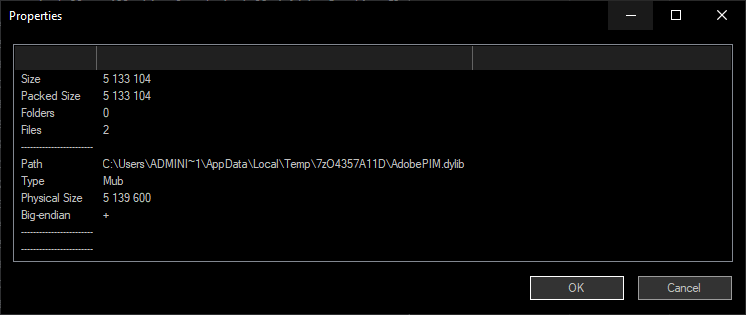 Properties
Size 5 133 104
Packed Size 5 133 104
Folders 0
Files 2
------------------------
Path C:\Users\ADMINI~1\AppData\Local\Temp\7zO4357A11D\AdobePIM.dylib
Type Mub
Physical Size 5 139 600
Big-endian +
------------------------
------------------------
OK Cancel